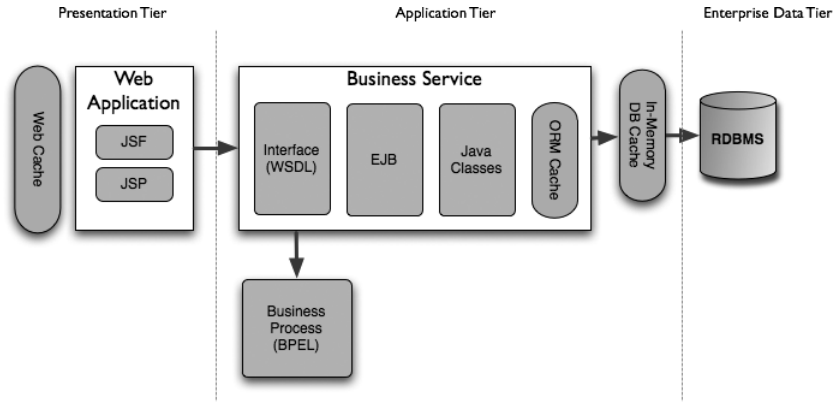 Presentation Tier
Application Tier
Enterprise Data Tier
Web Cache
Web
Application
JSF
JSP
Business Service
Interface
(WSDL)
EJB
Java
Classes
ORM Cache
In-Memory
DB Cache
RDBMS
Business
Process
(BPEL)